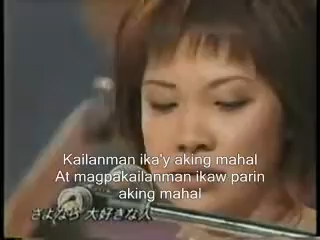 Kailanman ika'y aking mahal
At magpakailanman ikaw parin
aking mahal
さよなら 大好きな人